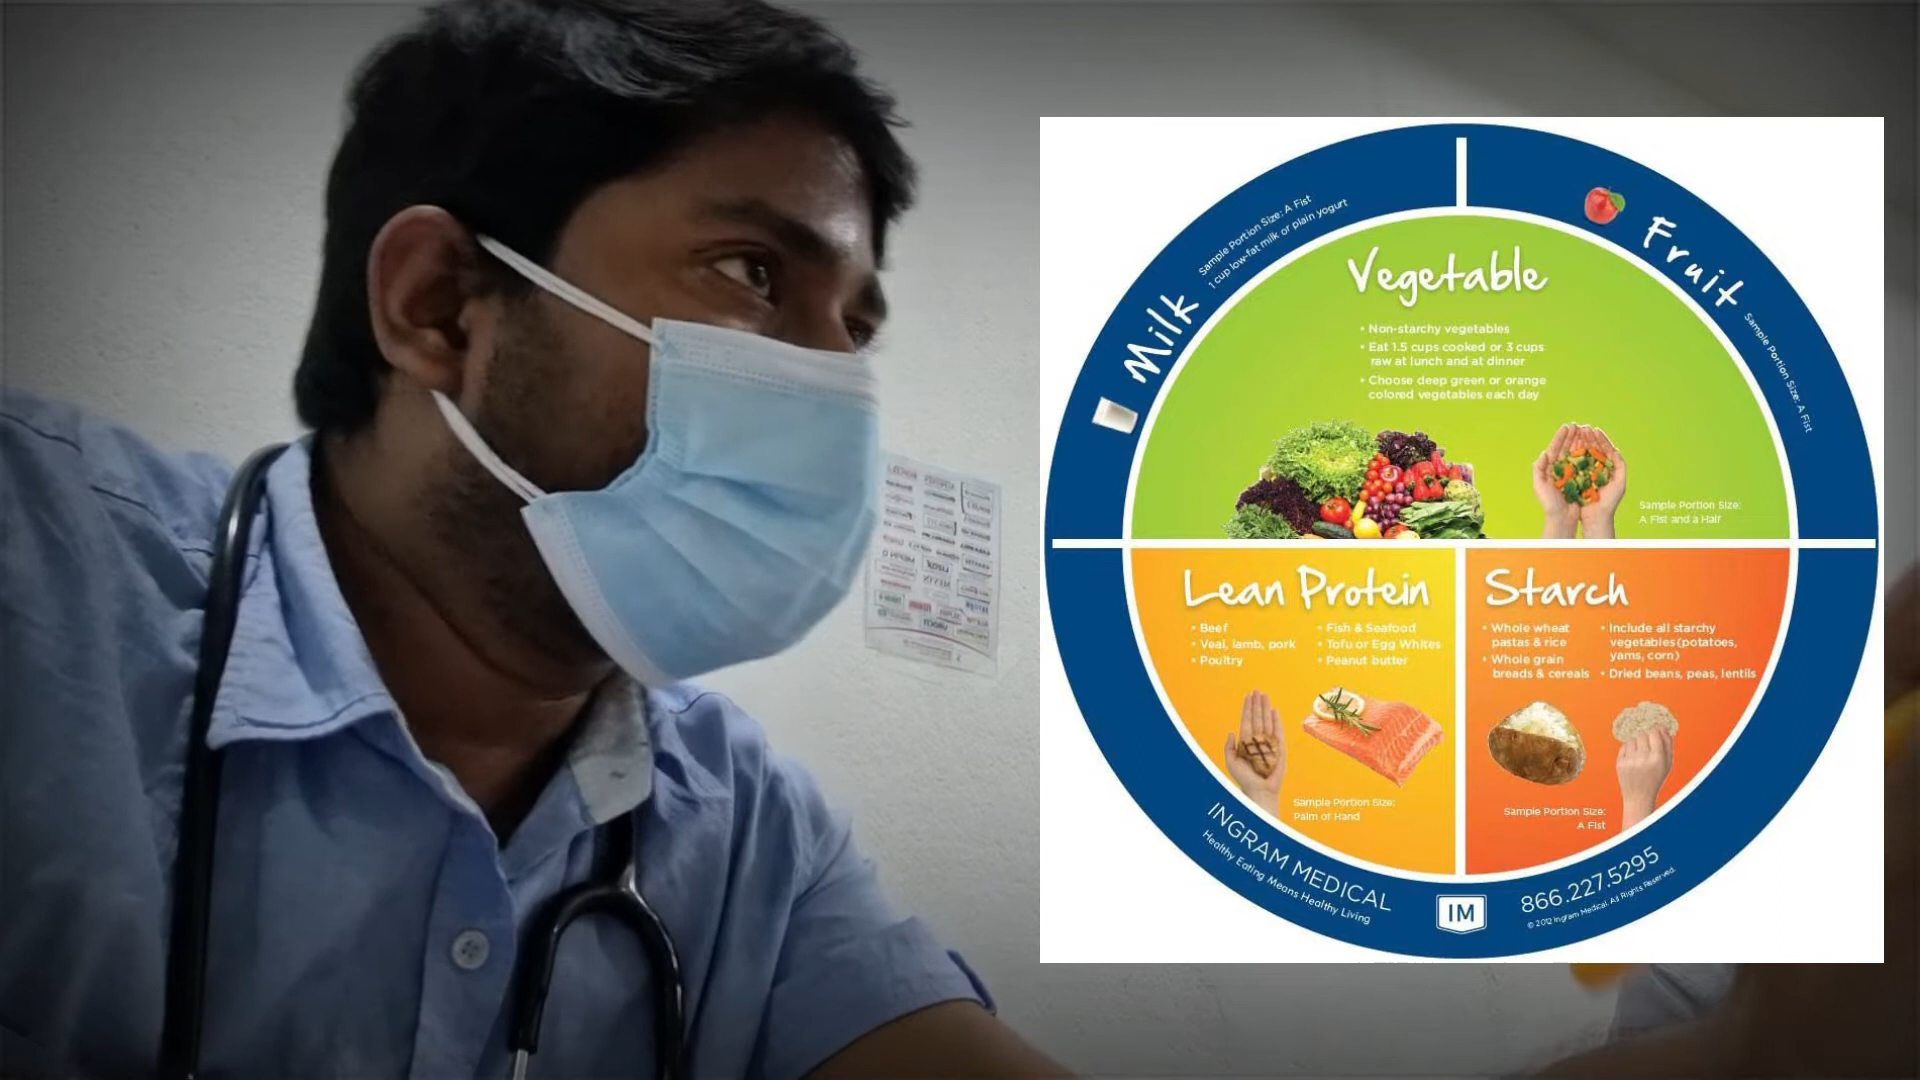 Milk
Sample Portion Size: A Fist
1 cup low-fat milk or plain yogurt
Fruit
Sample Portion Size: A Fist
Vegetable
• Non-starchy vegetables
• Eat 1.5 cups cooked or 3 cups
raw at lunch and at dinner
• Choose deep green or orange
colored vegetables each day
Sample Portion Size:
A Fist and a Half
Lean Protein
• Beef
• Veal, lamb, pork
• Poultry
• Fish & Seafood
• Tofu or Egg Whites
• Peanut butter
Sample Portion Size:
Palm of Hand
Starch
• Whole wheat
pastas & rice
• Whole grain
breads & cereals
• Include all starchy
vegetables (potatoes,
yams, corn)
• Dried beans, peas, lentils
Sample Portion Size:
A Fist
INGRAM MEDICAL
Healthy Eating Means Healthy Living
IM
866.227.5295
© 2012 Ingram Medical. All Rights Reserved.